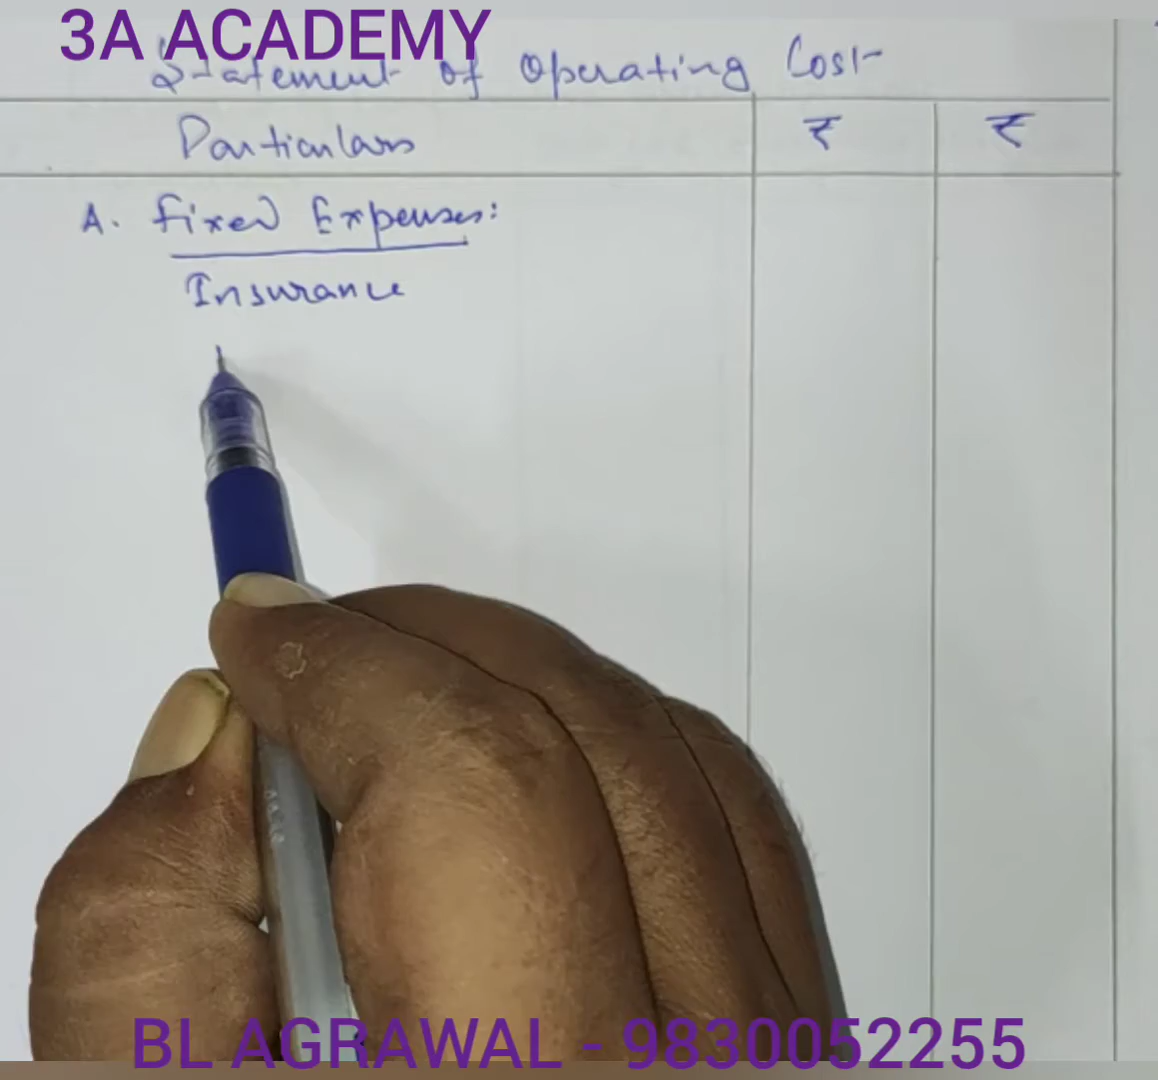 3A ACADEMY
Statement of Operating Cost
Particulars ₹ ₹
A. Fixed Expenses:
Insurance
BL AGRAWAL - 9830052255